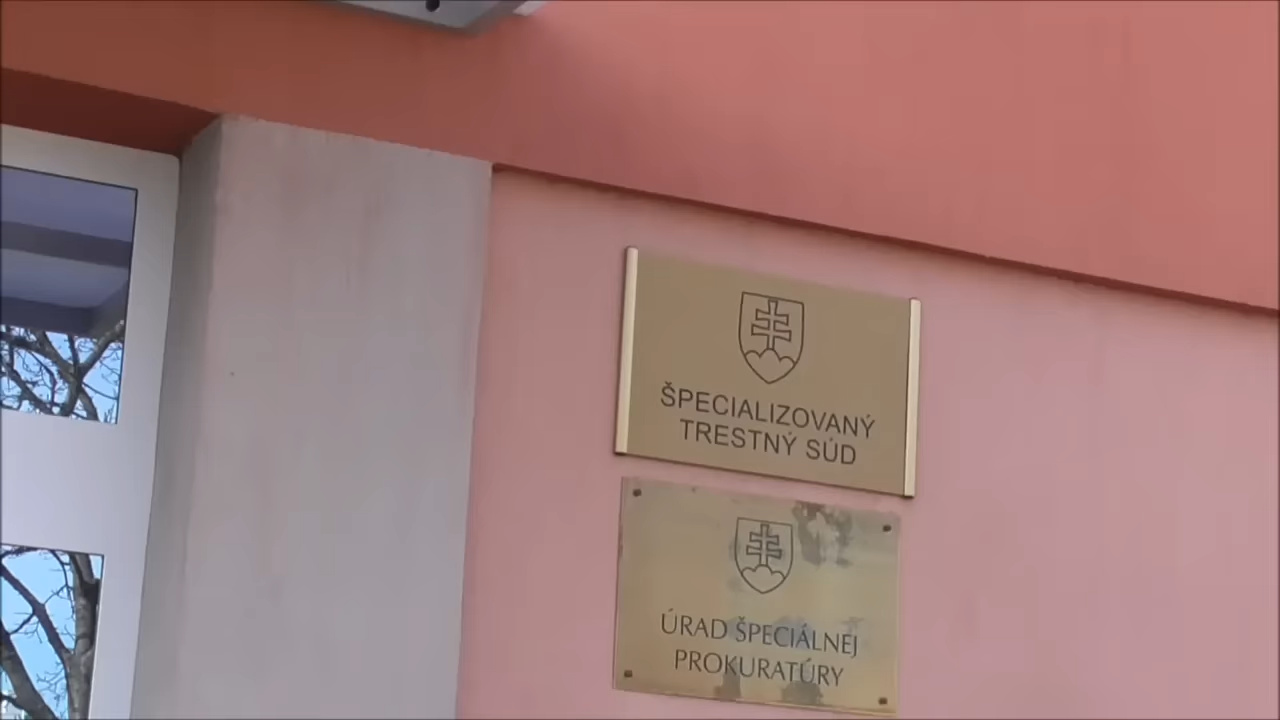 ŠPECIALIZOVANÝ
TRESTNÝ SÚD
ÚRAD ŠPECIÁLNEJ
PROKURATÚRY